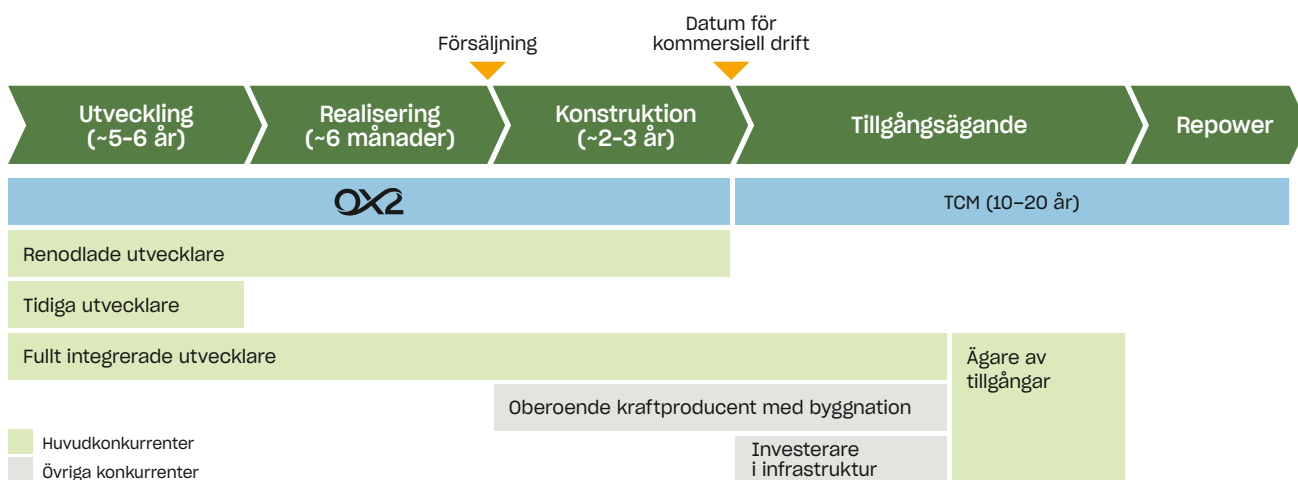 Försäljning
Datum för
kommersiell drift
Utveckling
(~5-6 år)
Realisering
(~6 månader)
Konstruktion
(~2-3 år)
Tillgångsägande
Repower
OX2
TCM (10–20 år)
Renodlade utvecklare
Tidiga utvecklare
Fullt integrerade utvecklare
Ägare av
tillgångar
Oberoende kraftproducent med byggnation
Investerare
i infrastruktur
Huvudkonkurrenter
Övriga konkurrenter